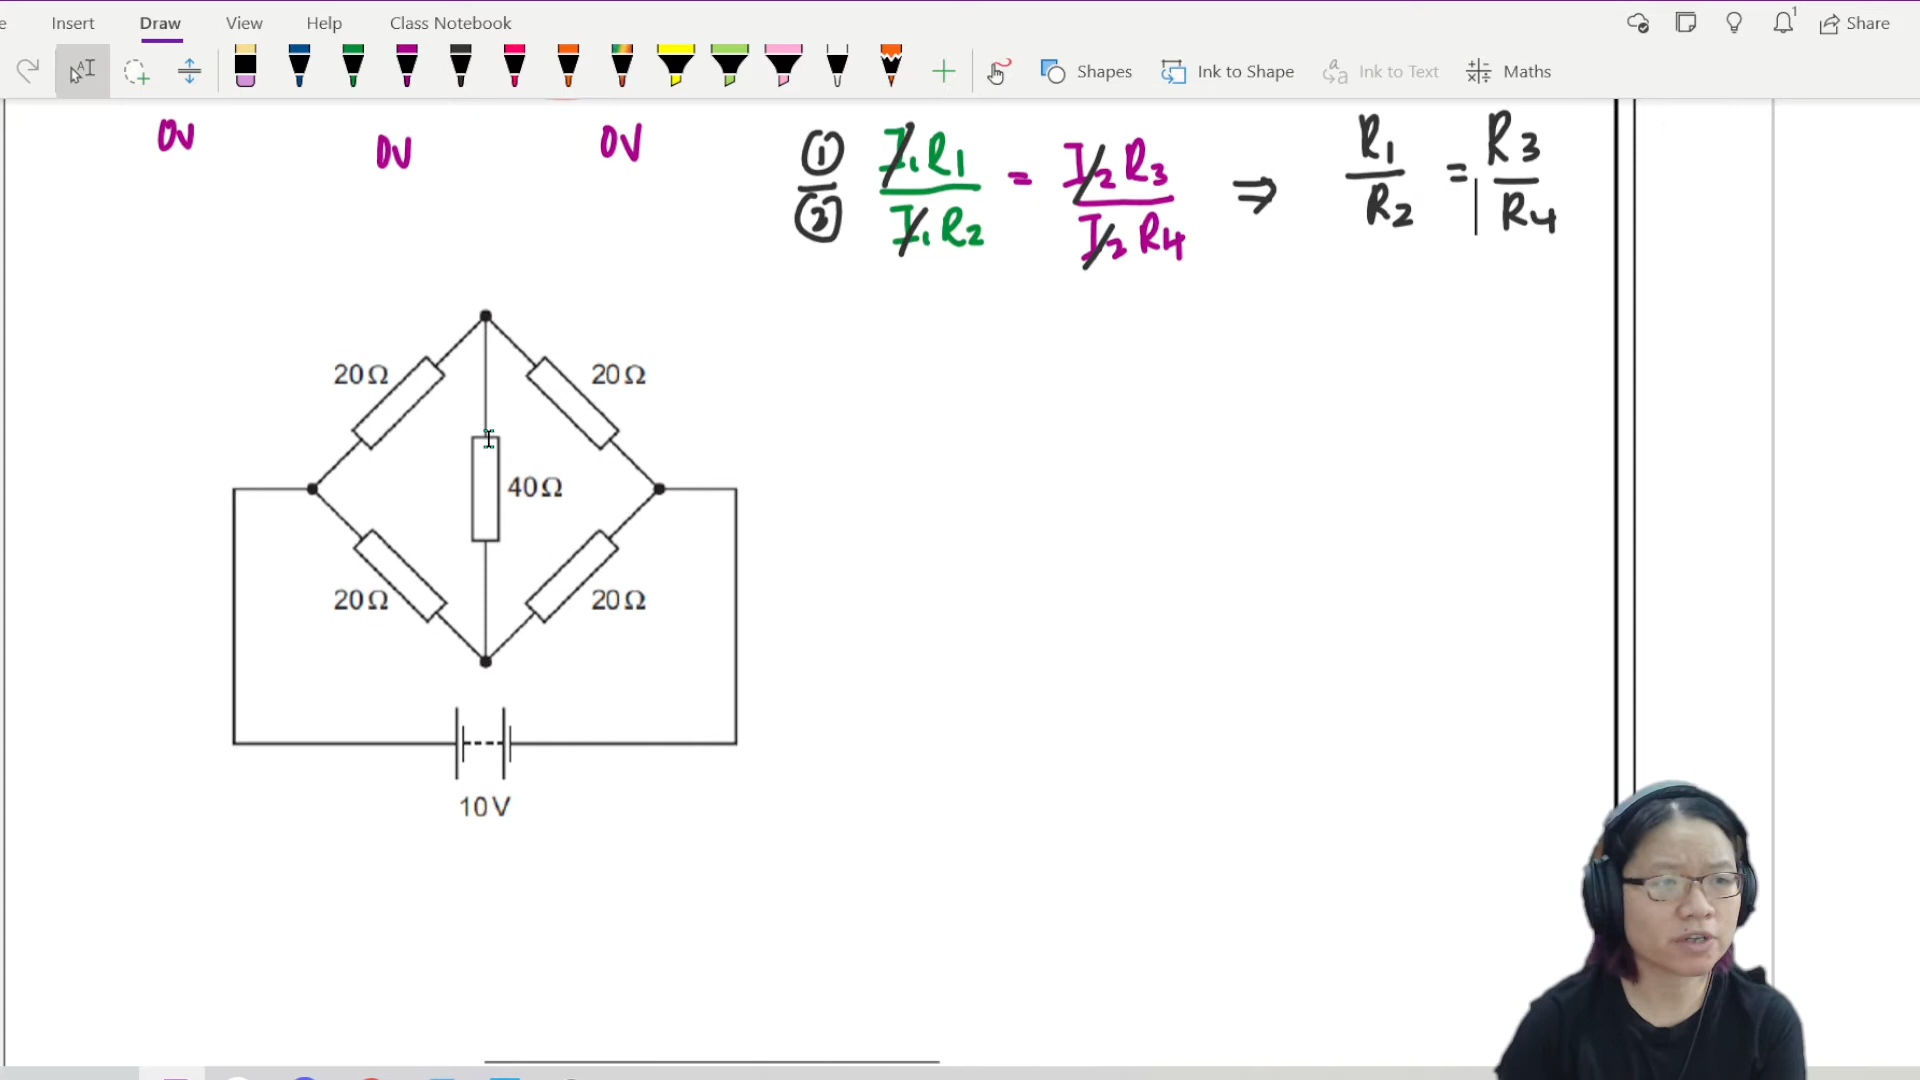 Insert Draw View Help Class Notebook 1 Share
Shapes Ink to Shape Ink to Text Maths
0V 0V 0V
① I₁R₁ = I₂R₃ ⇒ R₁ = R₃
② I₁R₂ I₂R₄ R₂ R₄
20Ω 20Ω
40Ω
20Ω 20Ω
10V